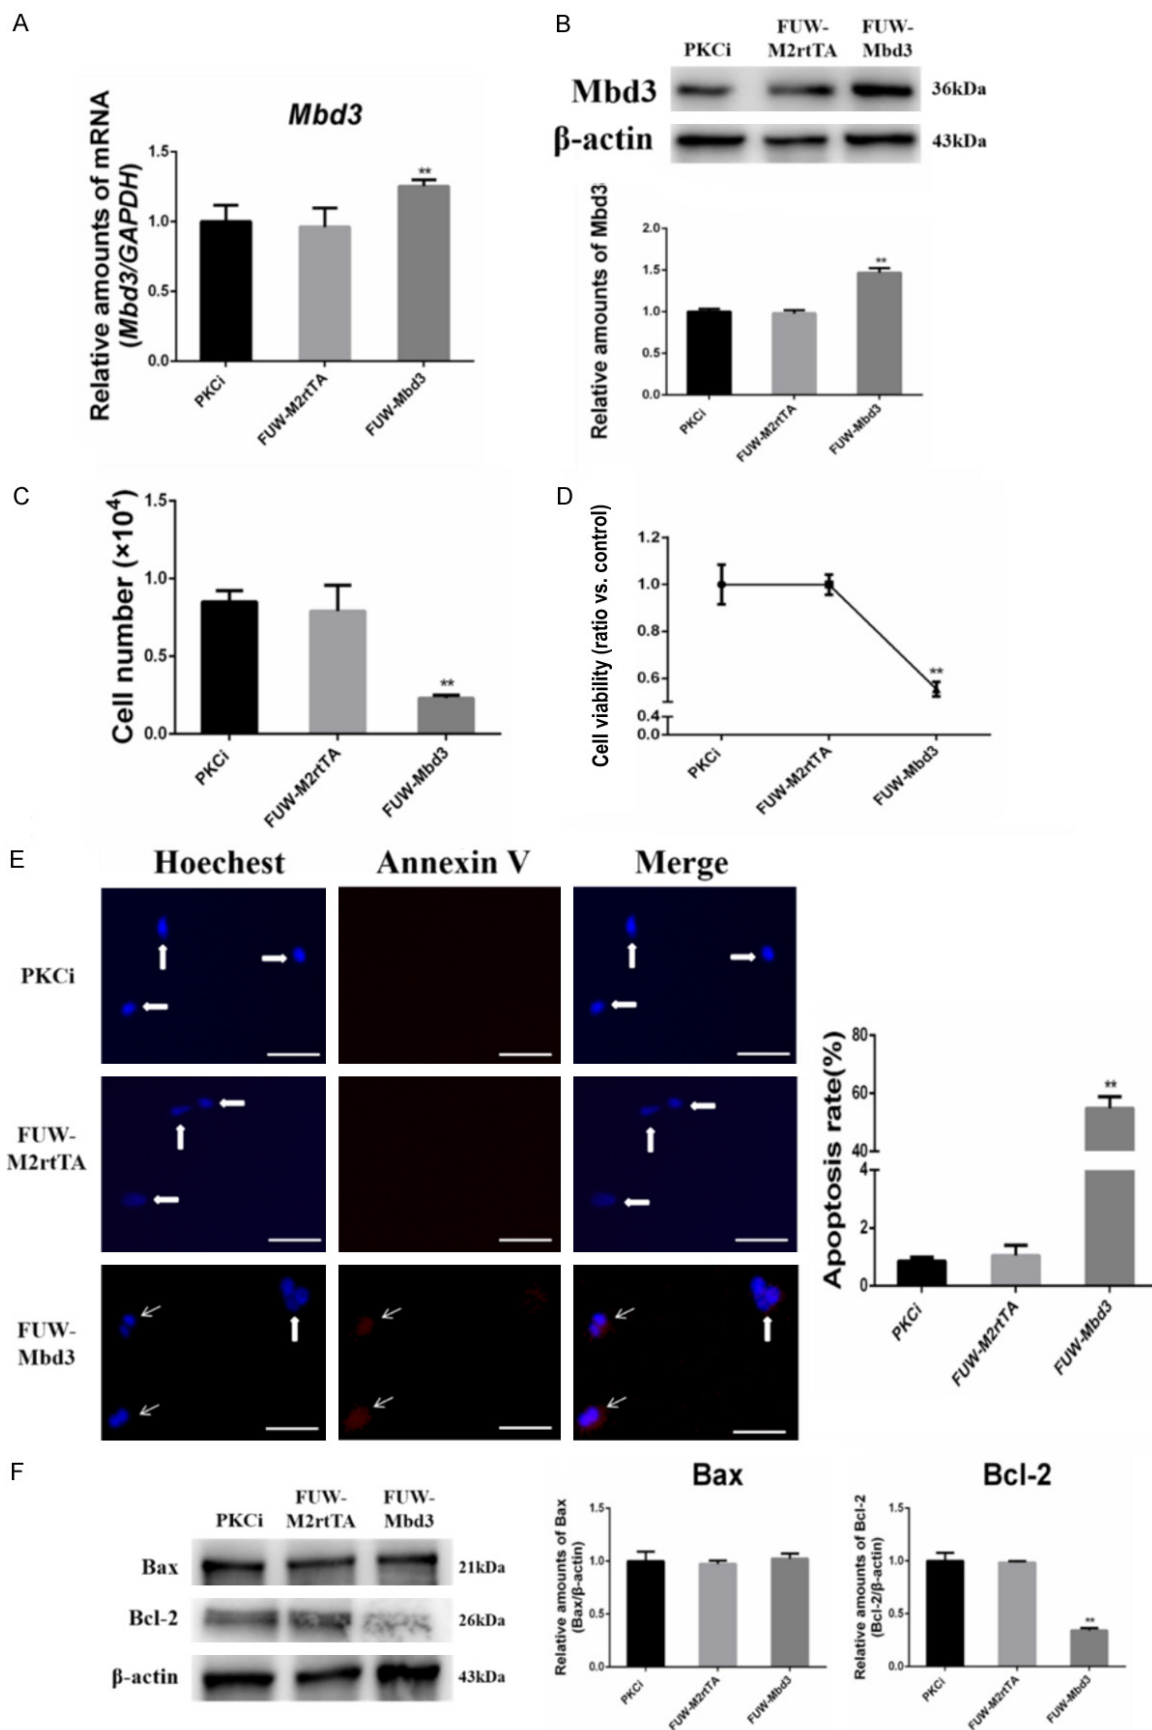 A
Mbd3
Relative amounts of mRNA
(Mbd3/GAPDH)
1.5
1.0
0.5
0.0
**
PKCi
FUW-M2rtTA
FUW-Mbd3
B
PKCi
FUW-
M2rtTA
FUW-
Mbd3
Mbd3
36kDa
β-actin
43kDa
Relative amounts of Mbd3
2.0
1.5
1.0
0.5
0.0
**
PKCi
FUW-M2rtTA
FUW-Mbd3
C
Cell number (×10⁴)
1.5
1.0
0.5
0.0
**
PKCi
FUW-M2rtTA
FUW-Mbd3
D
Cell viability (ratio vs. control)
1.2
1.0
0.8
0.6
0.4
0.0
**
PKCi
FUW-M2rtTA
FUW-Mbd3
E
Hoechest
Annexin V
Merge
PKCi
FUW-
M2rtTA
FUW-
Mbd3
Apoptosis rate(%)
80
60
40
4
2
0
**
PKCi
FUW-M2rtTA
FUW-Mbd3
F
PKCi
FUW-
M2rtTA
FUW-
Mbd3
Bax
21kDa
Bcl-2
26kDa
β-actin
43kDa
Bax
Relative amounts of Bax
(Bax/β-actin)
1.5
1.0
0.5
0.0
PKCi
FUW-M2rtTA
FUW-Mbd3
Bcl-2
Relative amounts of Bcl-2
(Bcl-2/β-actin)
1.5
1.0
0.5
0.0
**
PKCi
FUW-M2rtTA
FUW-Mbd3